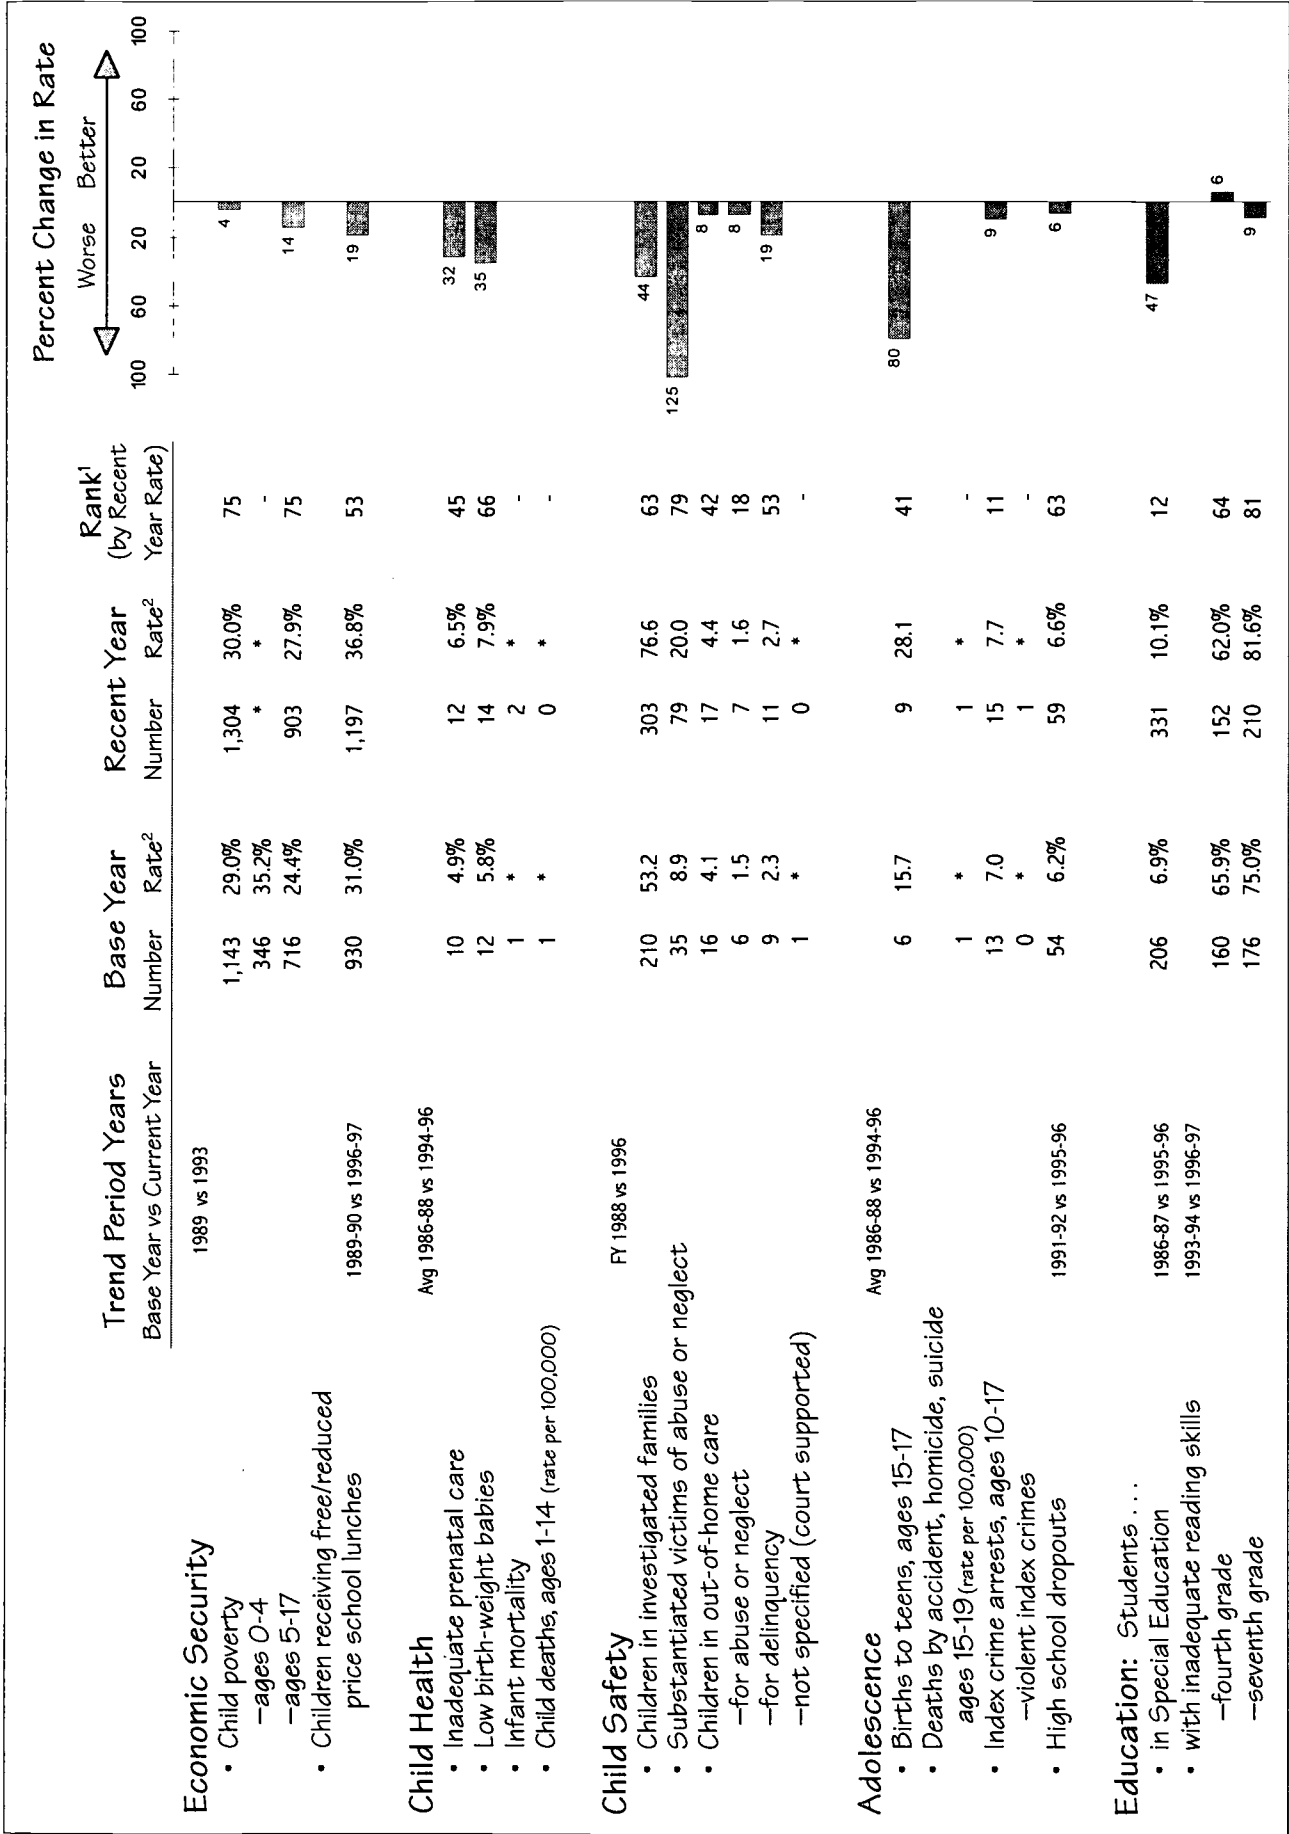 Percent Change in Rate
Worse Better
Trend Period Years Base Year Recent Year Rank¹
(by Recent
Base Year vs Current Year Number Rate² Number Rate² Year Rate) 100 60 20 20 60 100
Economic Security 1989 vs 1993
• Child poverty 1,143 29.0% 1,304 30.0% 75 4
—ages 0-4 346 35.2% * * -
—ages 5-17 716 24.4% 903 27.9% 75 14
• Children receiving free/reduced
price school lunches 1989-90 vs 1996-97 930 31.0% 1,197 36.8% 53 19
Child Health Avg 1986-88 vs 1994-96
• Inadequate prenatal care 10 4.9% 12 6.5% 45 32
• Low birth-weight babies 12 5.8% 14 7.9% 66 35
• Infant mortality 1 * 2 * -
• Child deaths, ages 1-14 (rate per 100,000) 1 * 0 * -
Child Safety FY 1988 vs 1996
• Children in investigated families 210 53.2 303 76.6 63 44
• Substantiated victims of abuse or neglect 35 8.9 79 20.0 79 125
• Children in out-of-home care 16 4.1 17 4.4 42 8
—for abuse or neglect 6 1.5 7 1.6 18 8
—for delinquency 9 2.3 11 2.7 53 19
—not specified (court supported) 1 * 0 * -
Adolescence Avg 1986-88 vs 1994-96
• Births to teens, ages 15-17 6 15.7 9 28.1 41 80
• Deaths by accident, homicide, suicide
ages 15-19 (rate per 100,000) 1 * 1 * -
• Index crime arrests, ages 10-17 13 7.0 15 7.7 11 9
—violent index crimes 0 * 1 * -
• High school dropouts 1991-92 vs 1995-96 54 6.2% 59 6.6% 63 6
Education: Students ...
• in Special Education 1986-87 vs 1995-96 206 6.9% 331 10.1% 12 47
• with inadequate reading skills 1993-94 vs 1996-97
—fourth grade 160 65.9% 152 62.0% 64 6
—seventh grade 176 75.0% 210 81.6% 81 9